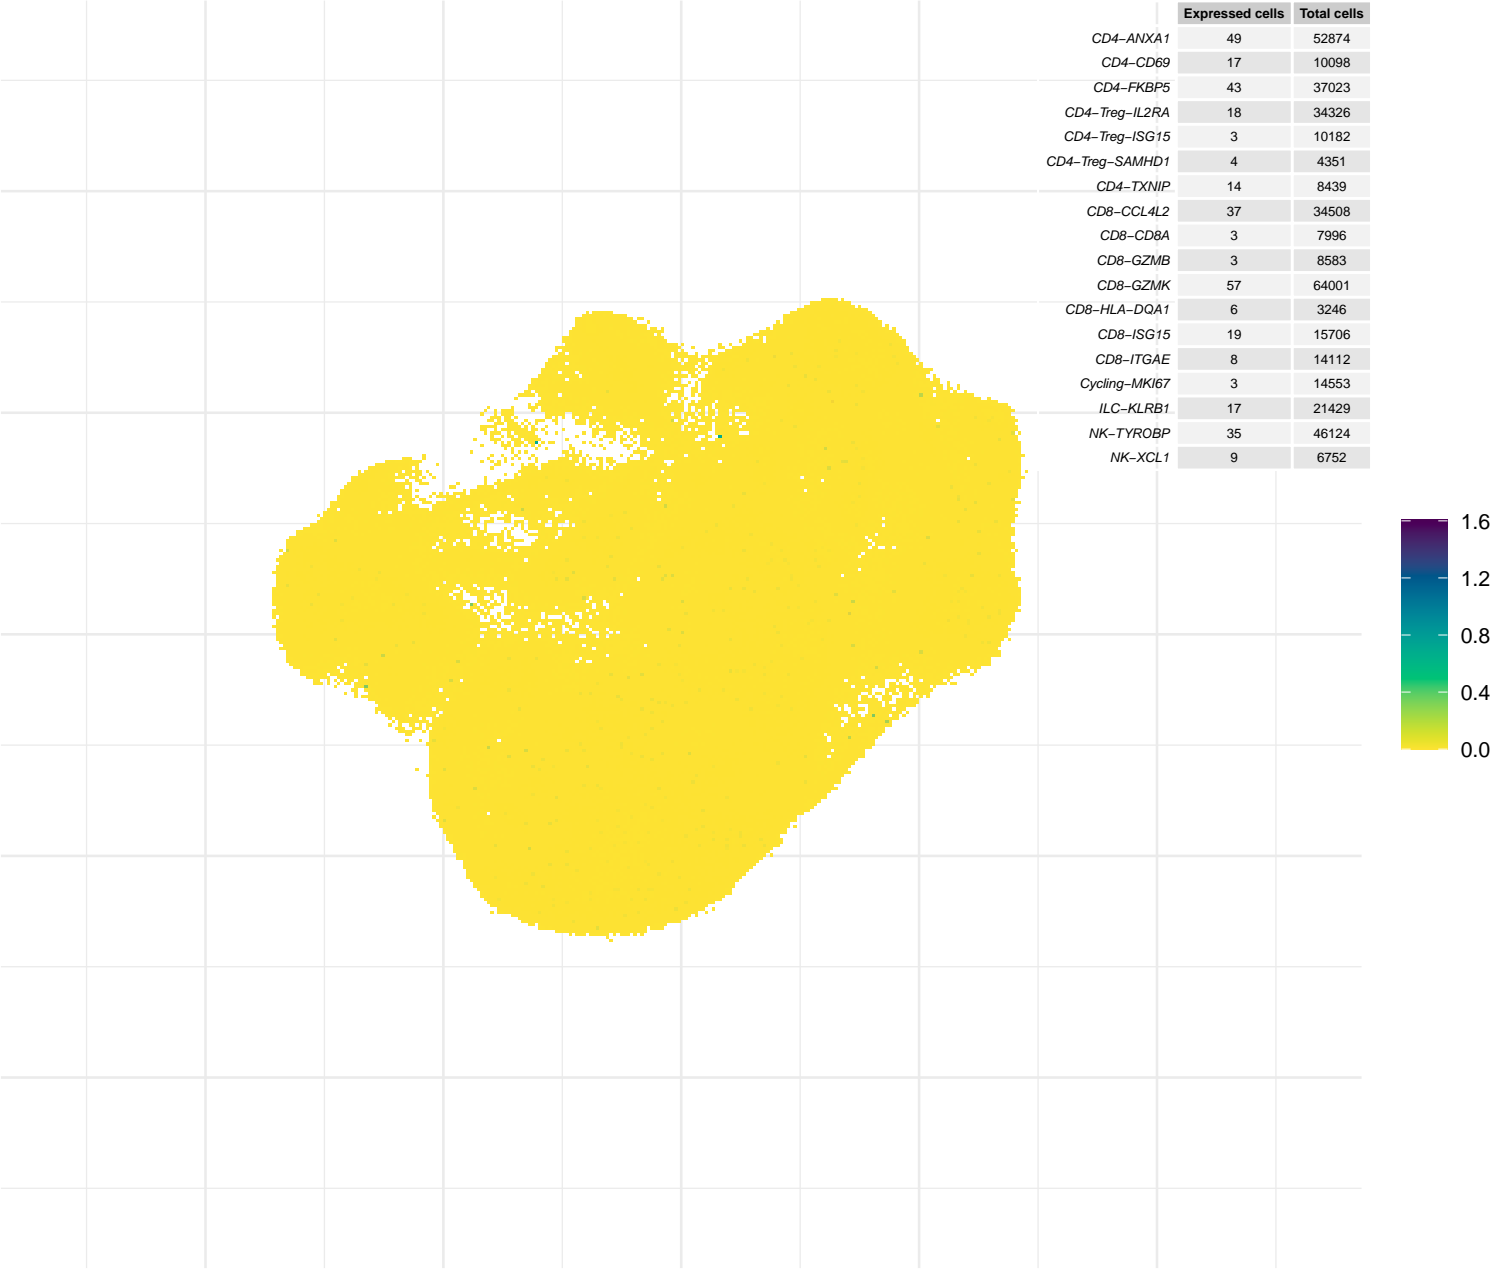 Expressed cells Total cells
CD4−ANXA1 49 52874
CD4−CD69 17 10098
CD4−FKBP5 43 37023
CD4−Treg−IL2RA 18 34326
CD4−Treg−ISG15 3 10182
CD4−Treg−SAMHD1 4 4351
CD4−TXNIP 14 8439
CD8−CCL4L2 37 34508
CD8−CD8A 3 7996
CD8−GZMB 3 8583
CD8−GZMK 57 64001
CD8−HLA−DQA1 6 3246
CD8−ISG15 19 15706
CD8−ITGAE 8 14112
Cycling−MKI67 3 14553
ILC−KLRB1 17 21429
NK−TYROBP 35 46124
NK−XCL1 9 6752
1.6
1.2
0.8
0.4
0.0